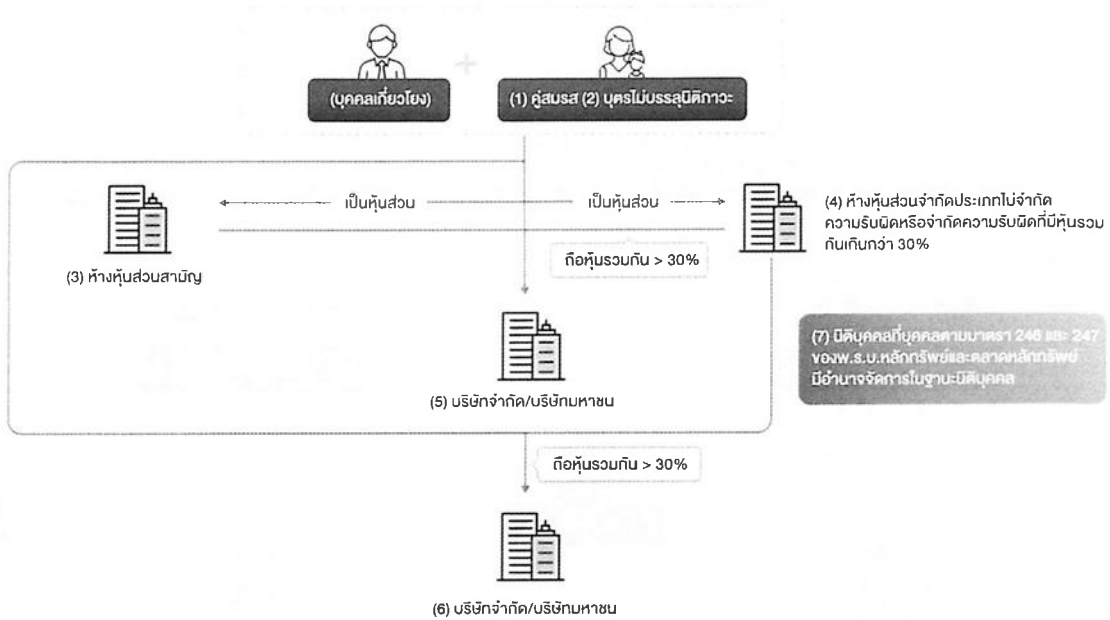 (บุคคลเกี่ยวโยง)
(1) คู่สมรส (2) บุตรไม่บรรลุนิติภาวะ
เป็นหุ้นส่วน
เป็นหุ้นส่วน
(3) ห้างหุ้นส่วนสามัญ
(4) ห้างหุ้นส่วนจำกัดประเภทไม่จำกัด
ความรับผิดหรือจำกัดความรับผิดที่มีหุ้นรวม
กันเกินกว่า 30%
ถือหุ้นรวมกัน > 30%
(5) บริษัทจำกัด/บริษัทมหาชน
(7) นิติบุคคลที่บุคคลตามมาตรา 246 และ 247
ของพ.ร.บ.หลักทรัพย์และตลาดหลักทรัพย์
มีอำนาจจัดการในฐานะนิติบุคคล
ถือหุ้นรวมกัน > 30%
(6) บริษัทจำกัด/บริษัทมหาชน